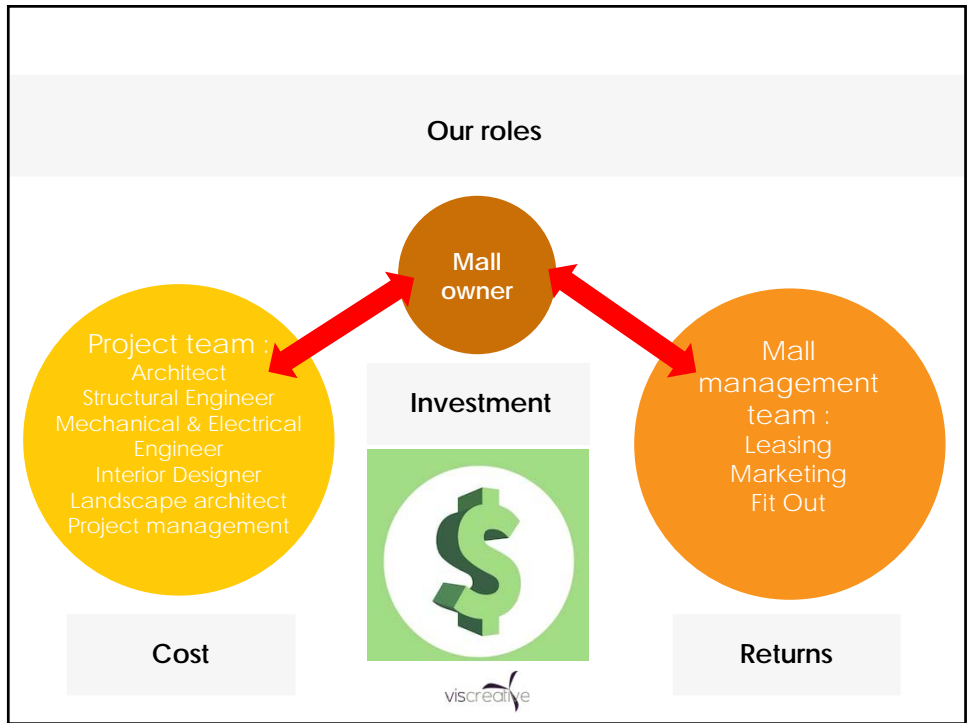 Our roles
Mall
owner
Project team :
Architect
Structural Engineer
Mechanical & Electrical
Engineer
Interior Designer
Landscape architect
Project management
Investment
Mall
management
team :
Leasing
Marketing
Fit Out
Cost
Returns
viscreative